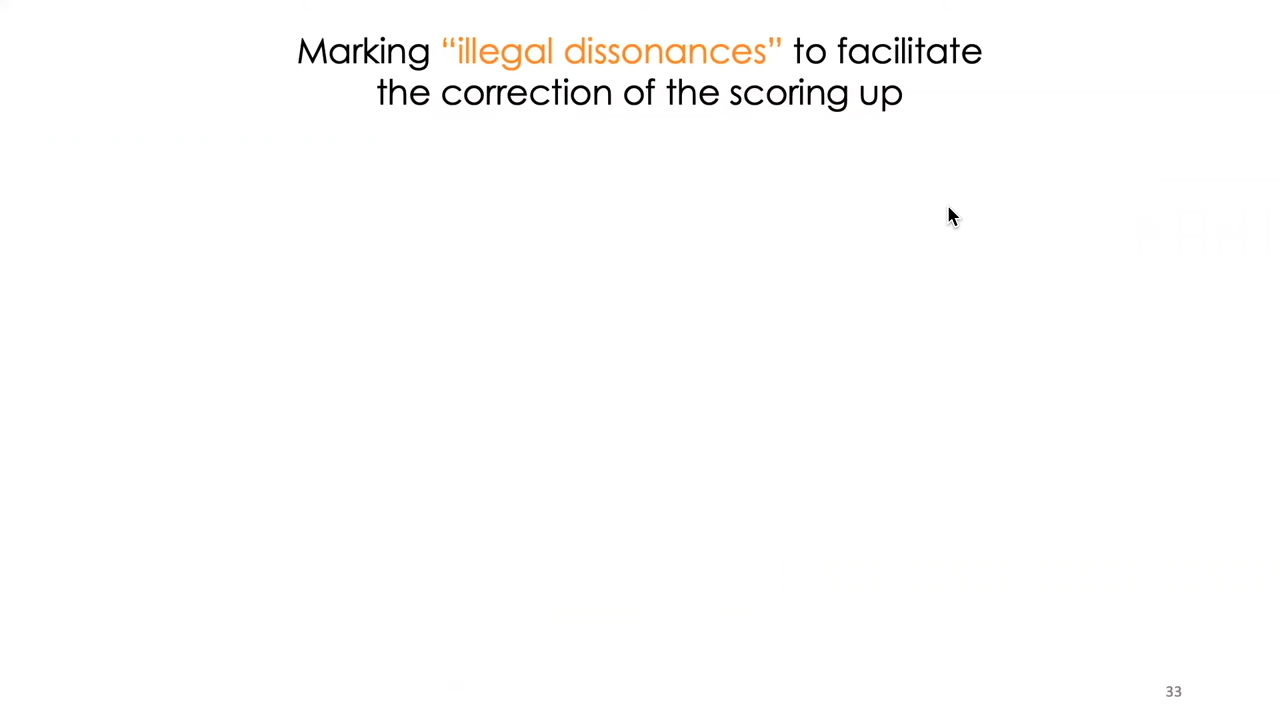 Marking “illegal dissonances” to facilitate
the correction of the scoring up
33